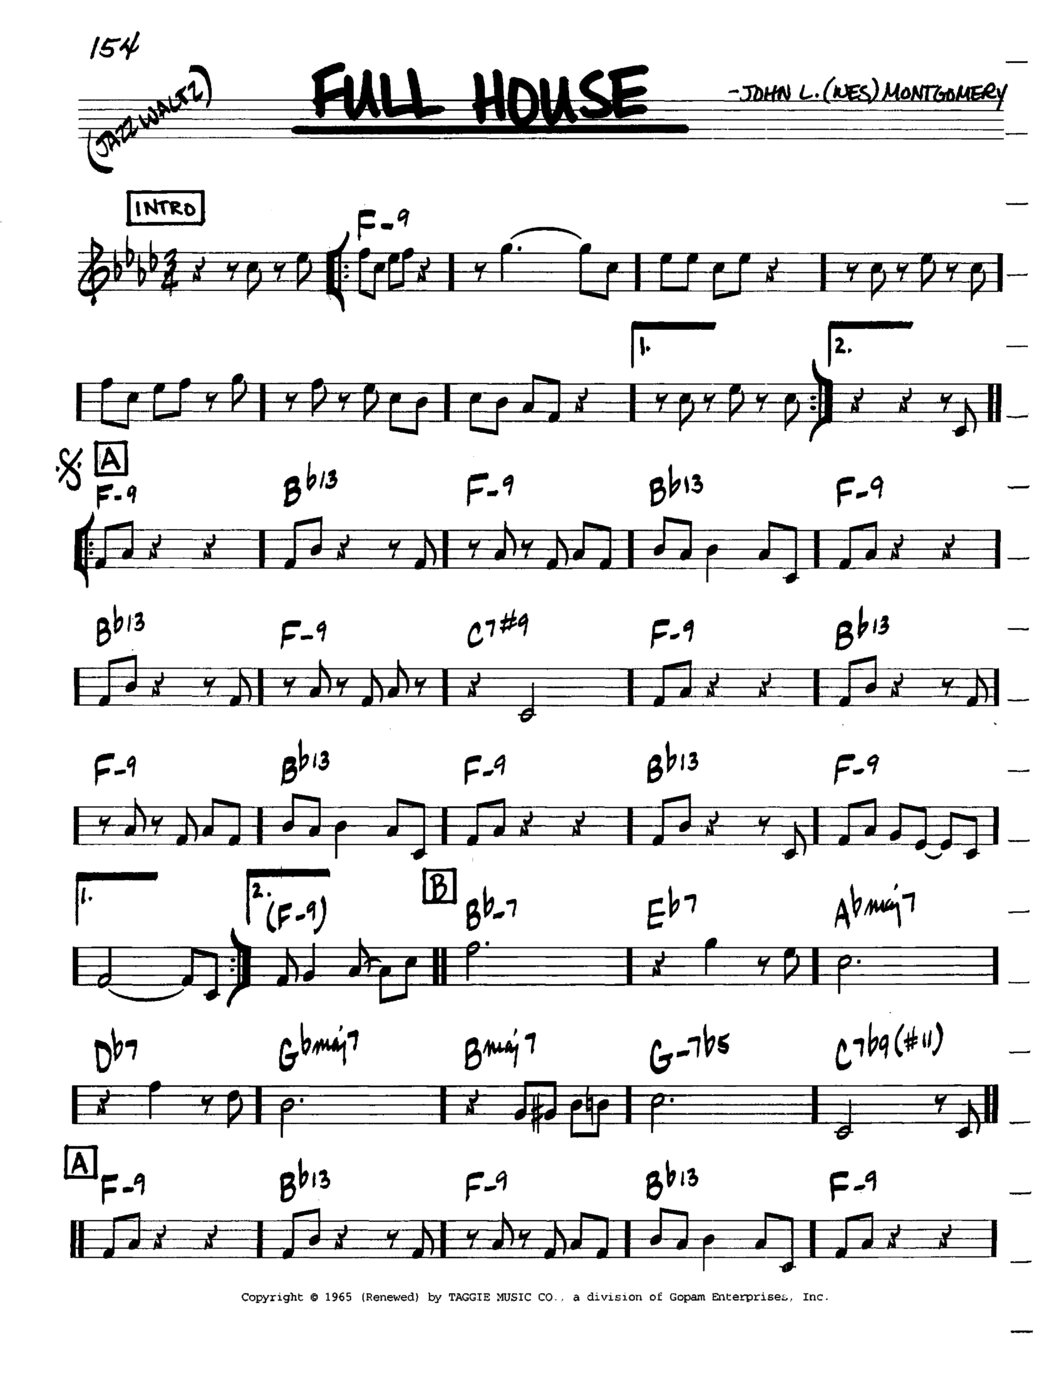 154
(JAZZ WALTZ)
FULL HOUSE
-JOHN L. (WES) MONTGOMERY
INTRO
F-9
1. 2.
A
F-9 Bb13 F-9 Bb13 F-9
Bb13 F-9 C7#9 F-9 Bb13
F-9 Bb13 F-9 Bb13 F-9
1. 2. (F-9) B Bb-7 Eb7 Abmaj7
Db7 Gbmaj7 Bmaj7 G-7b5 C7b9(#11)
A
F-9 Bb13 F-9 Bb13 F-9
Copyright © 1965 (Renewed) by TAGGIE MUSIC CO., a division of Gopam Enterprises, Inc.